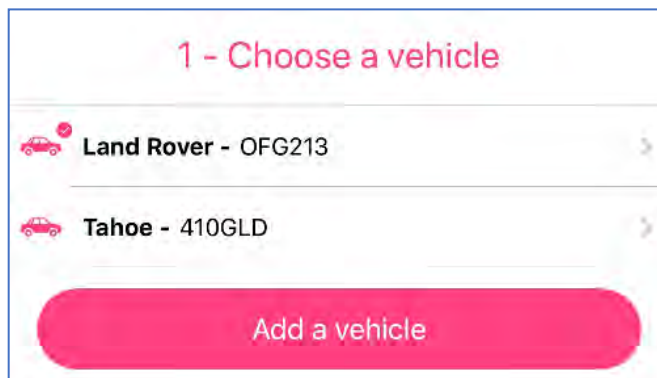 1 - Choose a vehicle
Land Rover - OFG213
Tahoe - 410GLD
Add a vehicle